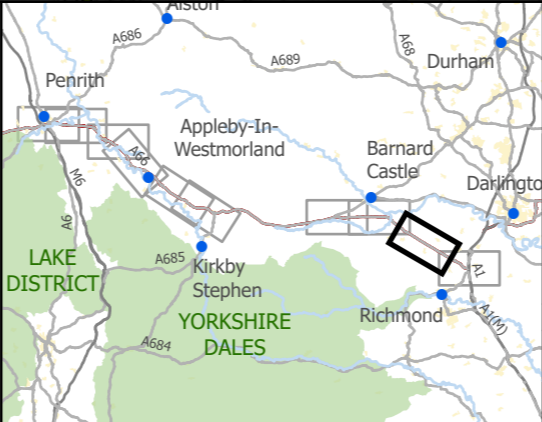 Alston
A686
A689
A68
Durham
Penrith
Appleby-In-
Westmorland
Barnard
Castle
A66
Darlingto
M6
A6
LAKE
DISTRICT
A685
Kirkby
Stephen
A1
Richmond
A1(M)
YORKSHIRE
DALES
A684